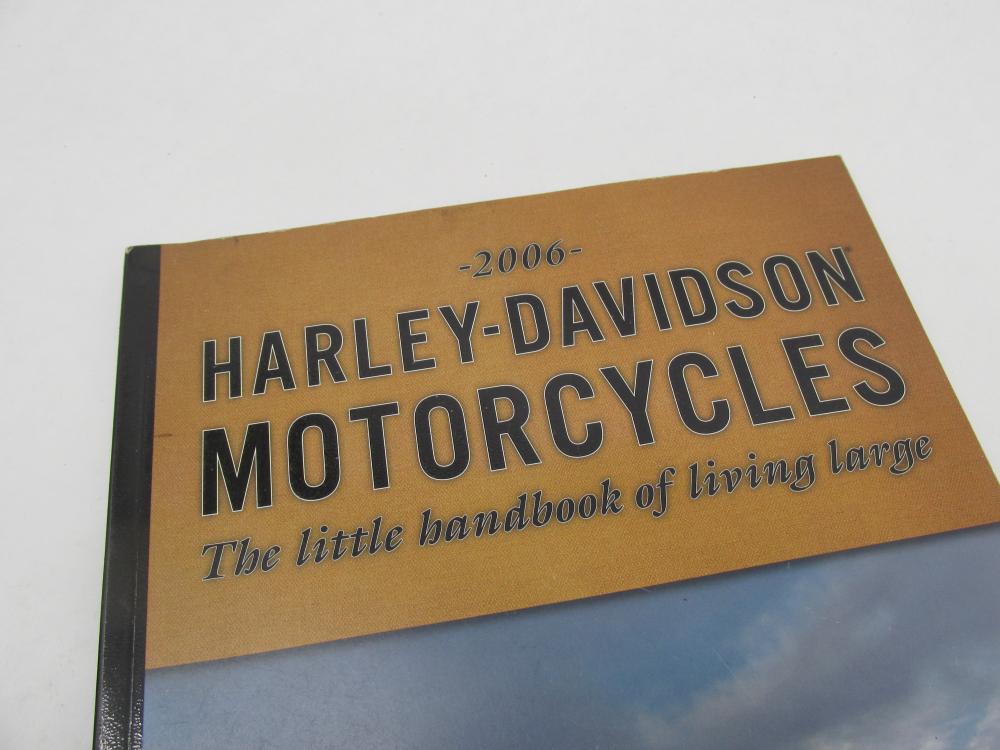 -2006-
HARLEY-DAVIDSON
MOTORCYCLES
The little handbook of living large